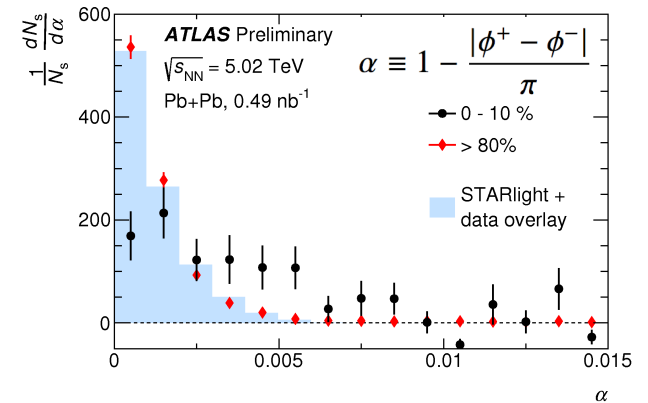 1/N_s dN_s/dα
600
400
200
0
ATLAS Preliminary
√s_NN = 5.02 TeV
Pb+Pb, 0.49 nb⁻¹
α ≡ 1 − |ϕ⁺ − ϕ⁻|/π
0 - 10 %
> 80%
STARlight +
data overlay
0 0.005 0.01 0.015
α